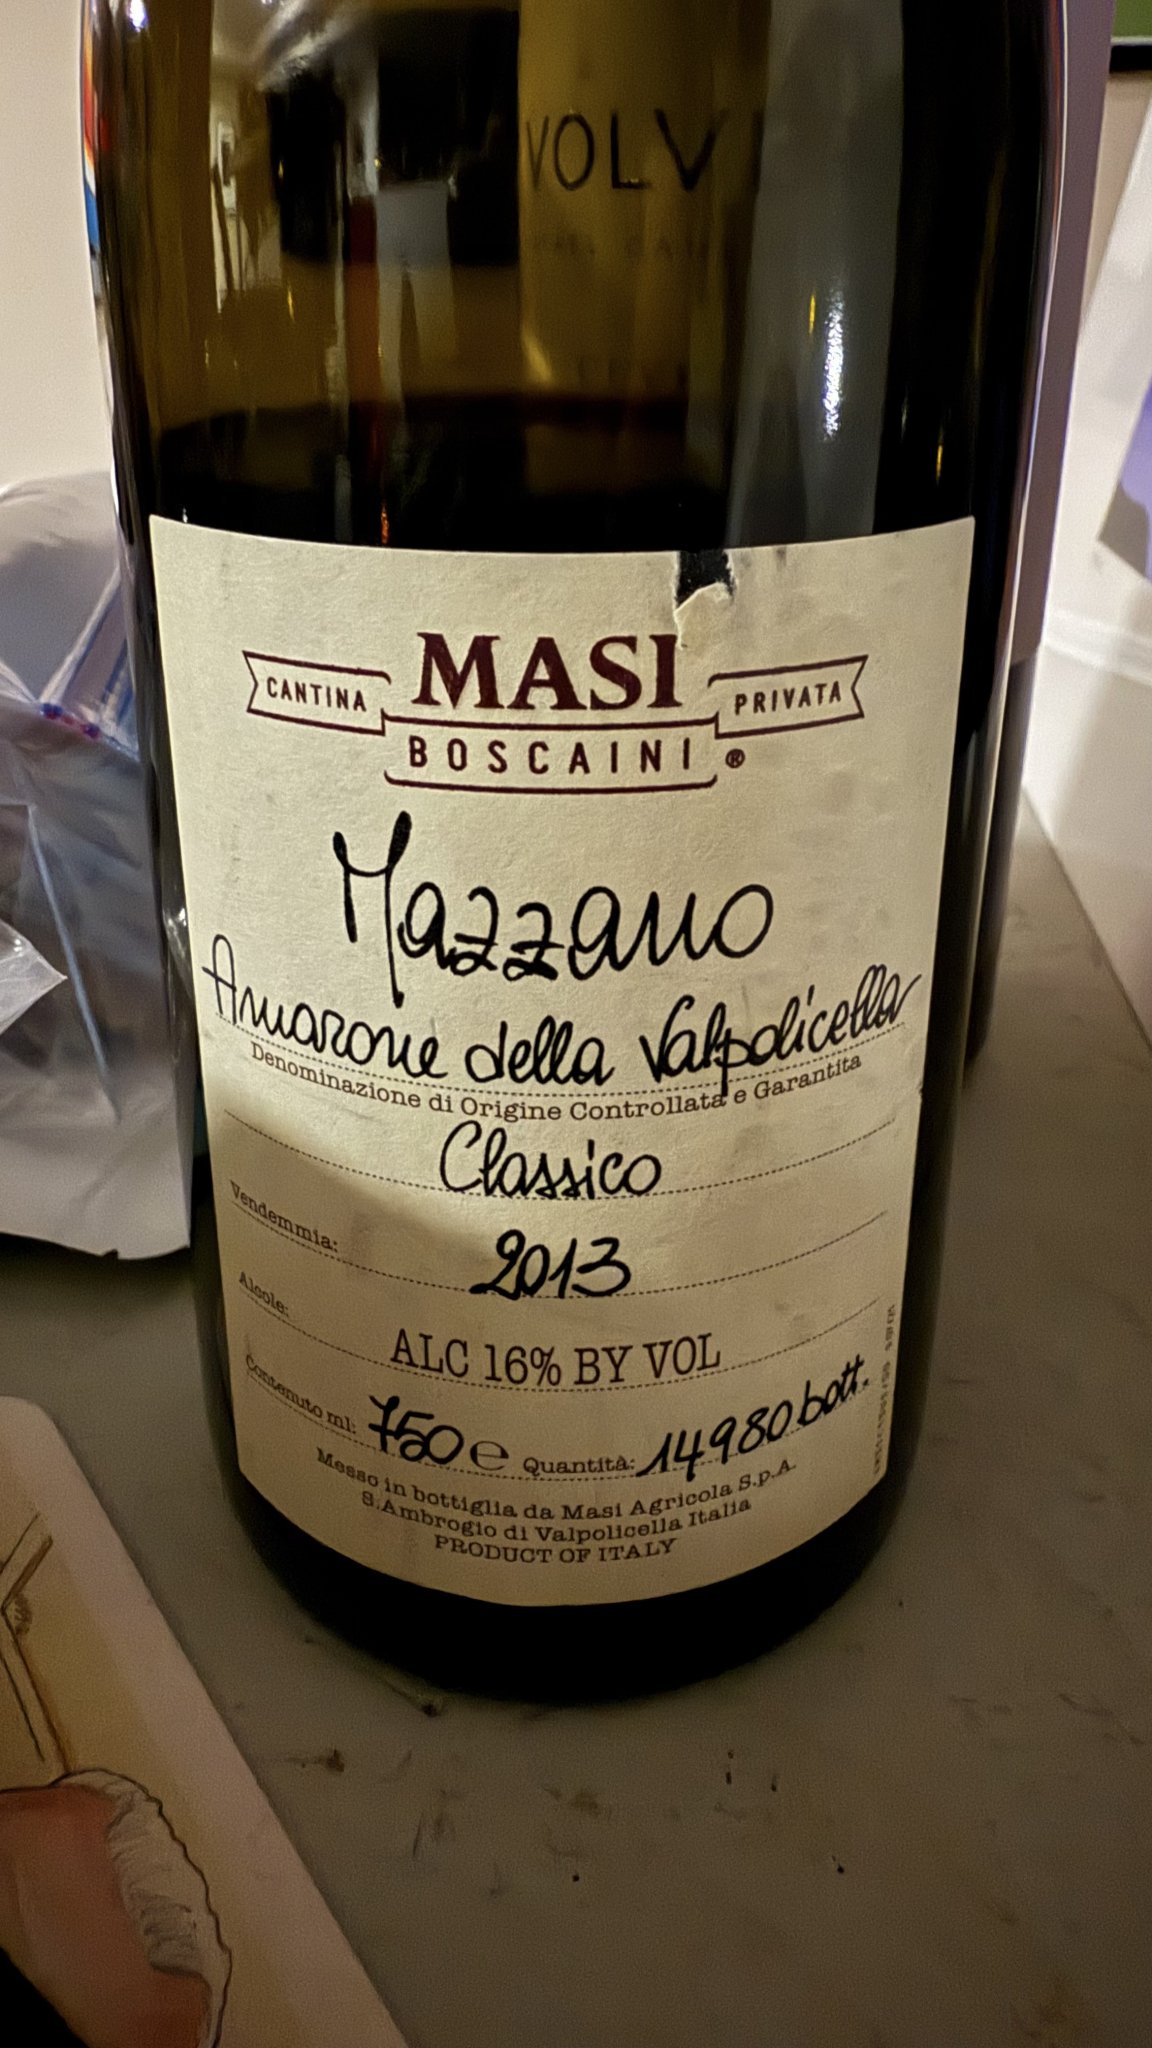 VOLV
MASI
CANTINA PRIVATA
BOSCAINI ®
Mazzano
Amarone della Valpolicella
Denominazione di Origine Controllata e Garantita
Classico
Vendemmia: 2013
Alcole: ALC 16% BY VOL
Contenuto ml: 750 ℮ Quantità: 14980 bott.
Messo in bottiglia da Masi Agricola S.p.A.
S.Ambrogio di Valpolicella Italia
PRODUCT OF ITALY